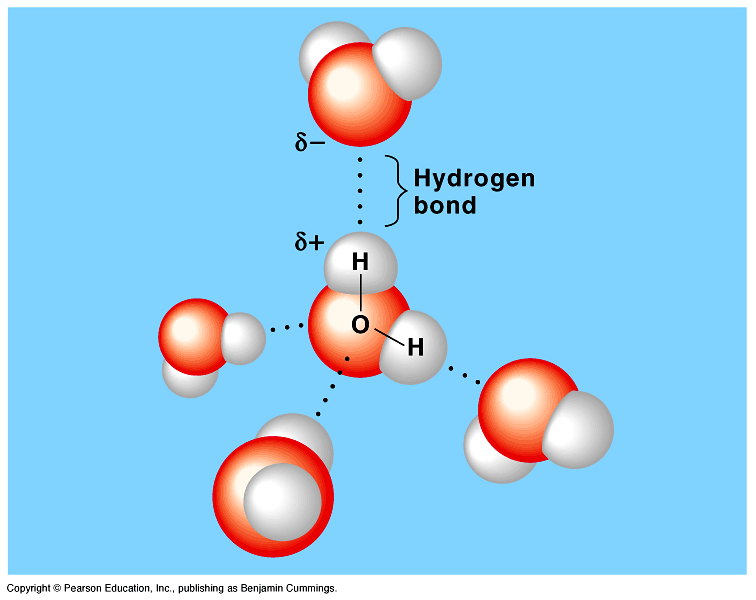 δ−
Hydrogen
bond
δ+
H
O
H
Copyright © Pearson Education, Inc., publishing as Benjamin Cummings.